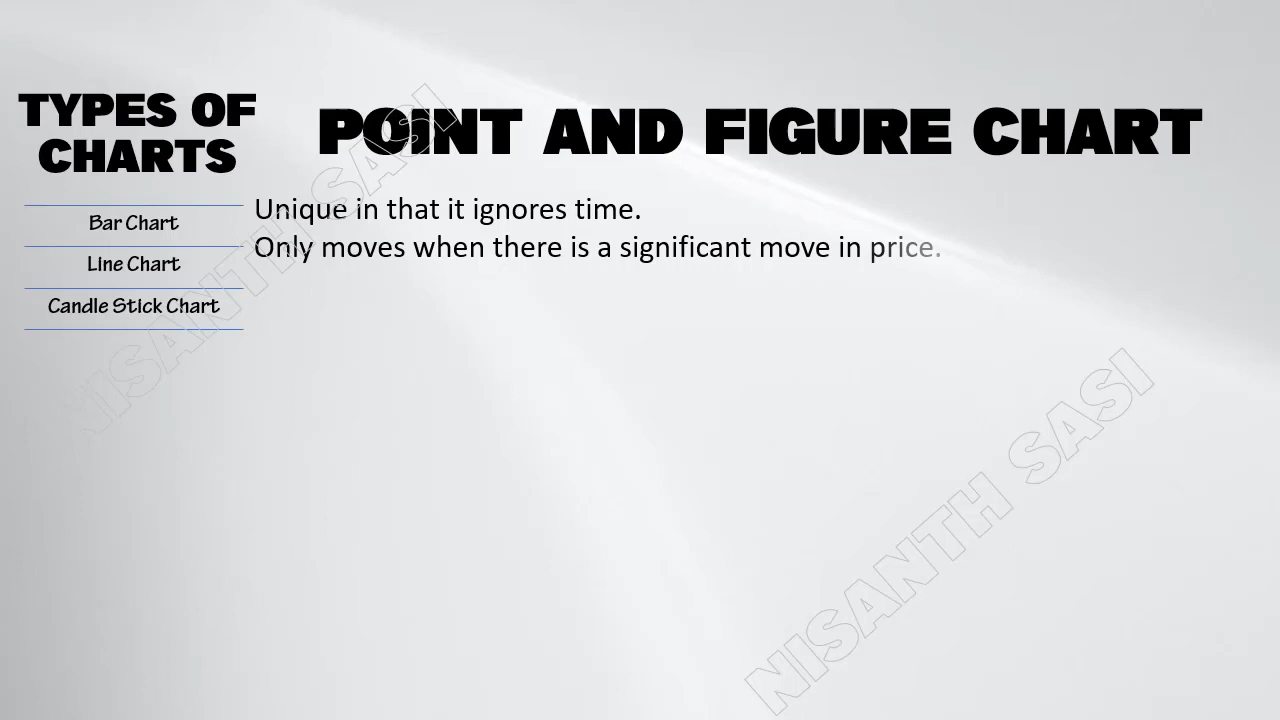 TYPES OF
CHARTS
Bar Chart
Line Chart
Candle Stick Chart
POINT AND FIGURE CHART
Unique in that it ignores time.
Only moves when there is a significant move in price.
NISANTH SASI
NISANTH SASI